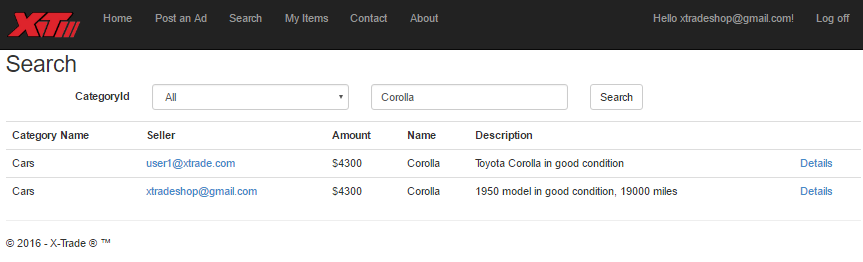 XT Home Post an Ad Search My Items Contact About Hello xtradeshop@gmail.com! Log off
Search
CategoryId All Corolla Search
Category Name Seller Amount Name Description
Cars user1@xtrade.com $4300 Corolla Toyota Corolla in good condition Details
Cars xtradeshop@gmail.com $4300 Corolla 1950 model in good condition, 19000 miles Details
© 2016 - X-Trade ® ™